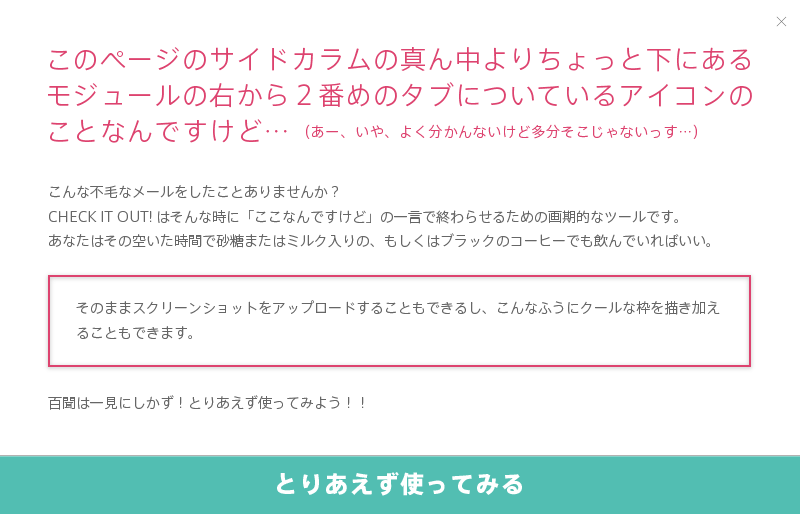 このページのサイドカラムの真ん中よりちょっと下にある
モジュールの右から２番めのタブについているアイコンの
ことなんですけど… （あー、いや、よく分かんないけど多分そこじゃないっす…）
こんな不毛なメールをしたことありませんか？
CHECK IT OUT! はそんな時に「ここなんですけど」の一言で終わらせるための画期的なツールです。
あなたはその空いた時間で砂糖またはミルク入りの、もしくはブラックのコーヒーでも飲んでいればいい。
そのままスクリーンショットをアップロードすることもできるし、こんなふうにクールな枠を描き加え
ることもできます。
百聞は一見にしかず！とりあえず使ってみよう！！
とりあえず使ってみる